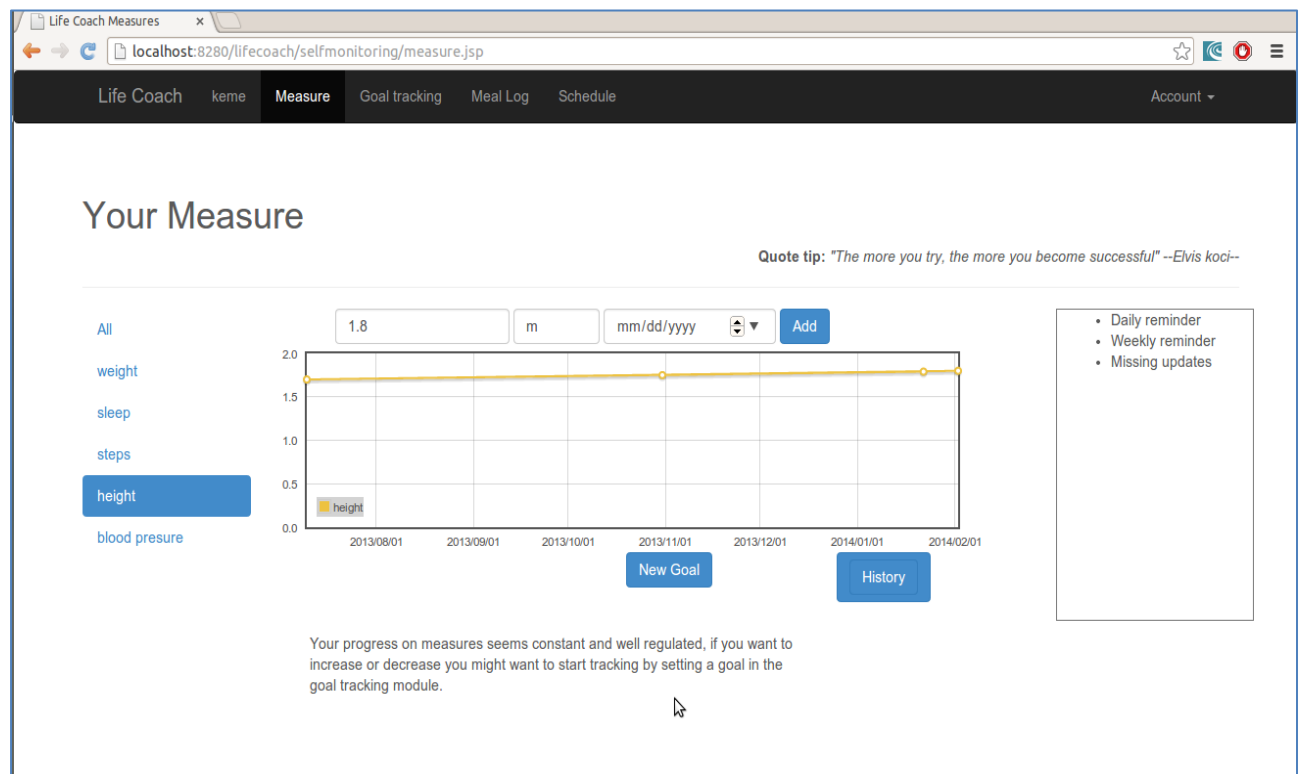 Life Coach Measures x
localhost:8280/lifecoach/selfmonitoring/measure.jsp
Life Coach keme Measure Goal tracking Meal Log Schedule Account
Your Measure
Quote tip: "The more you try, the more you become successful" --Elvis koci--
All
weight
sleep
steps
height
blood presure
1.8 m mm/dd/yyyy Add
2.0
1.5
1.0
0.5
0.0
height
2013/08/01 2013/09/01 2013/10/01 2013/11/01 2013/12/01 2014/01/01 2014/02/01
New Goal History
Your progress on measures seems constant and well regulated, if you want to
increase or decrease you might want to start tracking by setting a goal in the
goal tracking module.
• Daily reminder
• Weekly reminder
• Missing updates